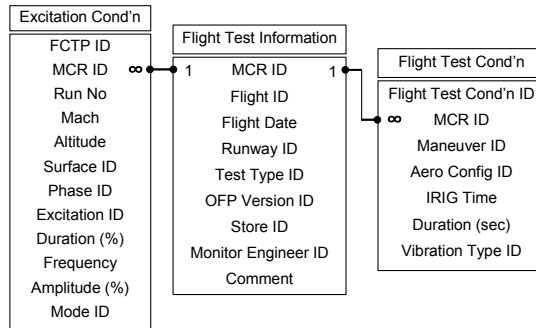 Excitation Cond'n
FCTP ID
MCR ID ∞
Run No
Mach
Altitude
Surface ID
Phase ID
Excitation ID
Duration (%)
Frequency
Amplitude (%)
Mode ID
Flight Test Information
1 MCR ID 1
Flight ID
Flight Date
Runway ID
Test Type ID
OFP Version ID
Store ID
Monitor Engineer ID
Comment
Flight Test Cond'n
Flight Test Cond'n ID
∞ MCR ID
Maneuver ID
Aero Config ID
IRIG Time
Duration (sec)
Vibration Type ID